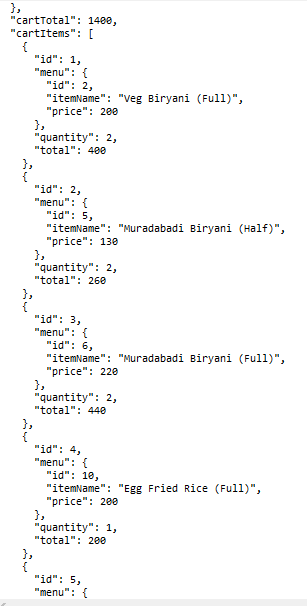 },
"cartTotal": 1400,
"cartItems": [
{
"id": 1,
"menu": {
"id": 2,
"itemName": "Veg Biryani (Full)",
"price": 200
},
"quantity": 2,
"total": 400
},
{
"id": 2,
"menu": {
"id": 5,
"itemName": "Muradabadi Biryani (Half)",
"price": 130
},
"quantity": 2,
"total": 260
},
{
"id": 3,
"menu": {
"id": 6,
"itemName": "Muradabadi Biryani (Full)",
"price": 220
},
"quantity": 2,
"total": 440
},
{
"id": 4,
"menu": {
"id": 10,
"itemName": "Egg Fried Rice (Full)",
"price": 200
},
"quantity": 1,
"total": 200
},
{
"id": 5,
"menu": {